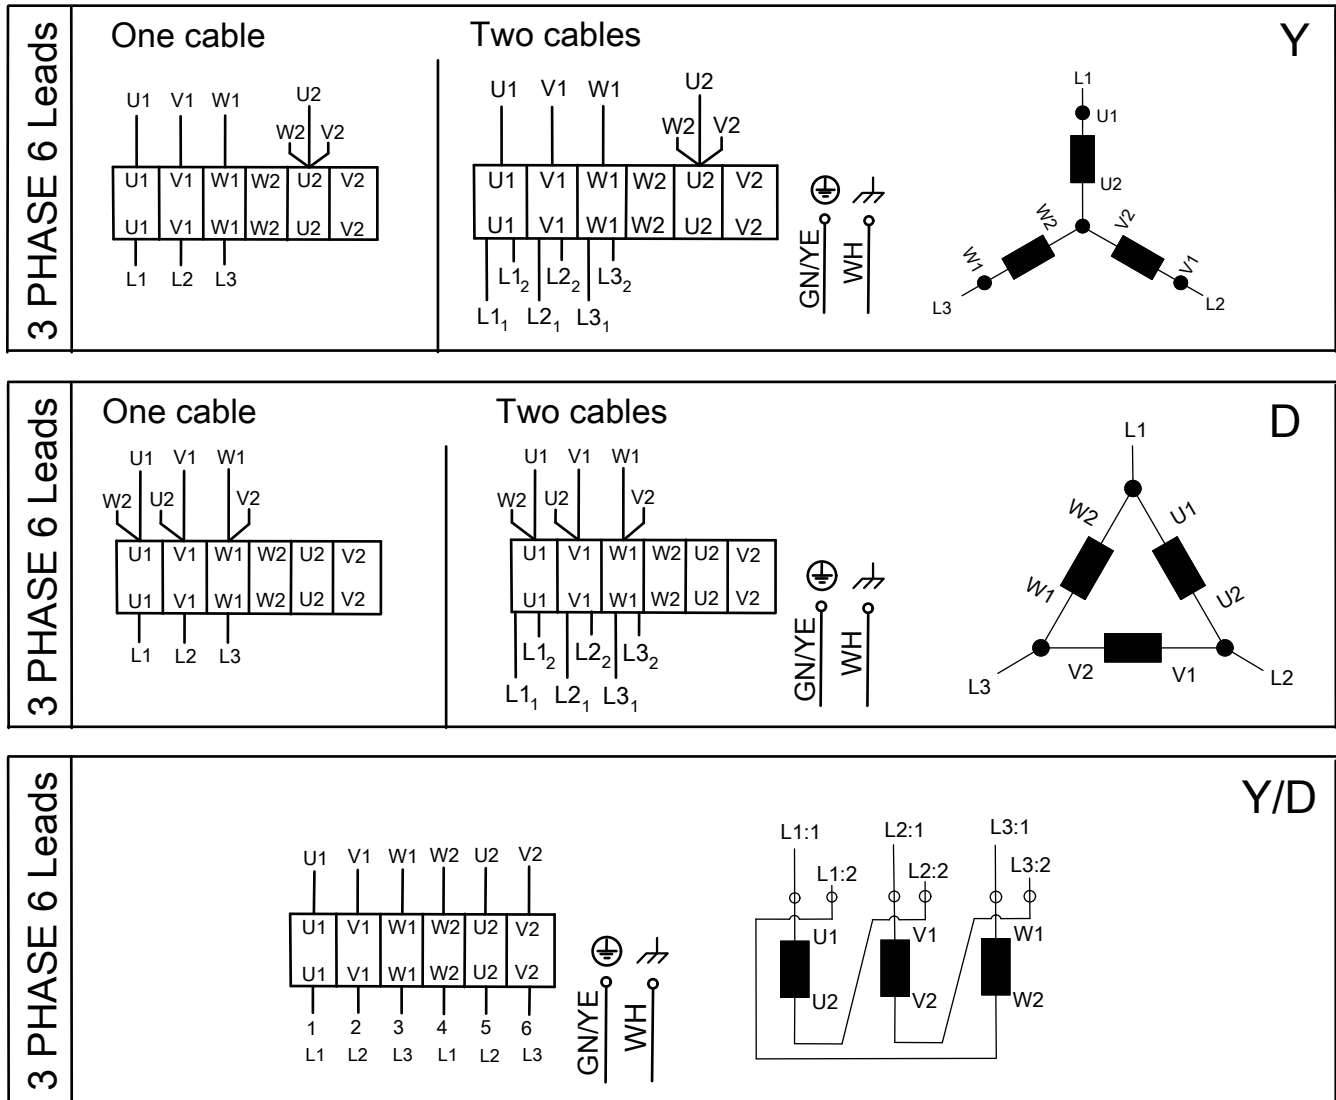 3 PHASE 6 Leads
One cable
Two cables
Y
U1 V1 W1 U2
W2 V2
U1 V1 W1 W2 U2 V2
U1 V1 W1 W2 U2 V2
L1 L2 L3
U1 V1 W1 U2
W2 V2
U1 V1 W1 W2 U2 V2
U1 V1 W1 W2 U2 V2
L1₂ L2₂ L3₂
L1₁ L2₁ L3₁
GN/YE
WH
L1
U1
U2
W2 V2
W1 V1
L3 L2
3 PHASE 6 Leads
One cable
Two cables
D
U1 V1 W1
W2 U2 V2
U1 V1 W1 W2 U2 V2
U1 V1 W1 W2 U2 V2
L1 L2 L3
U1 V1 W1
W2 U2 V2
U1 V1 W1 W2 U2 V2
U1 V1 W1 W2 U2 V2
L1₂ L2₂ L3₂
L1₁ L2₁ L3₁
GN/YE
WH
L1
W2 U1
W1 U2
V2 V1
L3 L2
3 PHASE 6 Leads
Y/D
U1 V1 W1 W2 U2 V2
U1 V1 W1 W2 U2 V2
U1 V1 W1 W2 U2 V2
1 2 3 4 5 6
L1 L2 L3 L1 L2 L3
GN/YE
WH
L1:1 L2:1 L3:1
L1:2 L2:2 L3:2
U1 V1 W1
U2 V2 W2